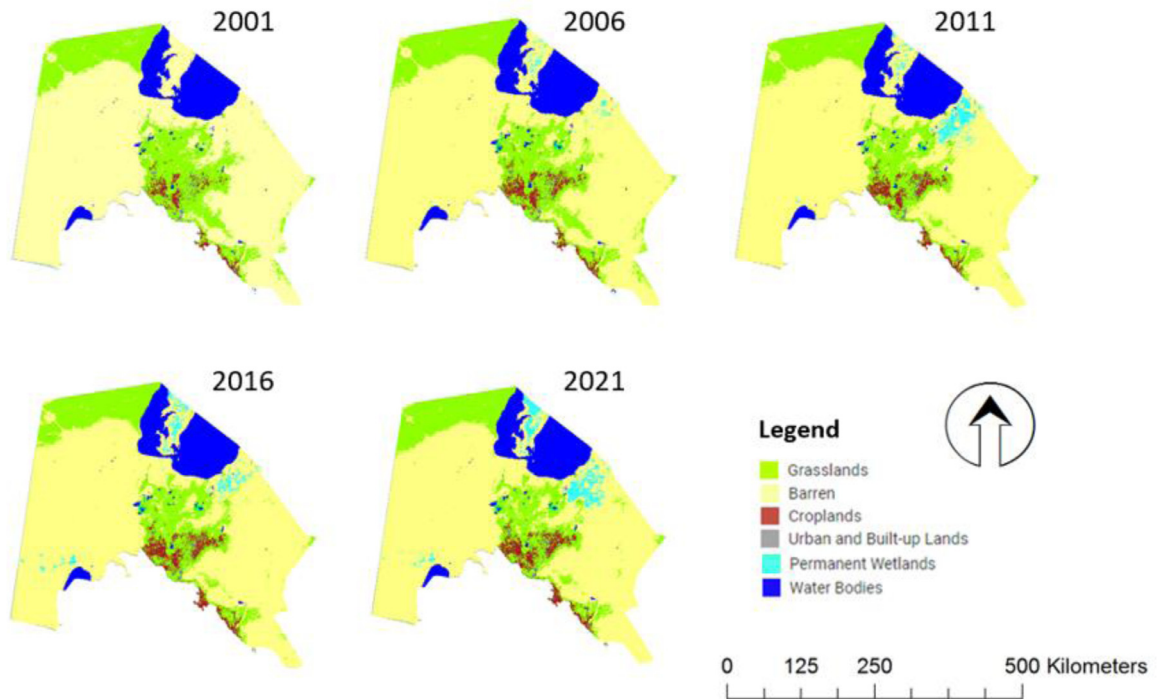 2001
2006
2011
2016
2021
Legend
Grasslands
Barren
Croplands
Urban and Built-up Lands
Permanent Wetlands
Water Bodies
0 125 250 500 Kilometers